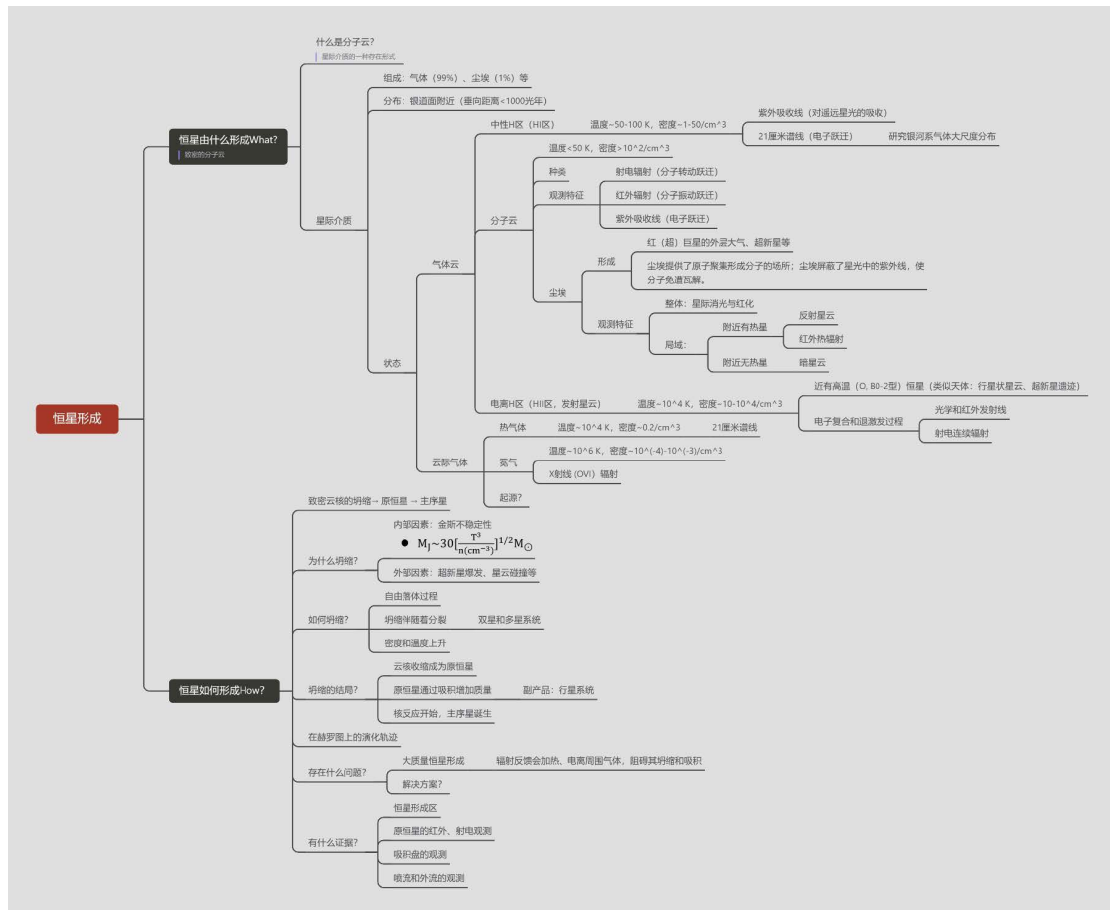 恒星形成
恒星由什么形成What?
致密的分子云
什么是分子云?
星际介质的一种存在形式
星际介质
组成：气体（99%）、尘埃（1%）等
分布：银道面附近（垂向距离<1000光年）
状态
气体云
中性H区（HI区）
温度~50-100 K，密度~1-50/cm^3
紫外吸收线（对遥远星光的吸收）
21厘米谱线（电子跃迁）
研究银河系气体大尺度分布
分子云
温度<50 K，密度>10^2/cm^3
种类
观测特征
射电辐射（分子转动跃迁）
红外辐射（分子振动跃迁）
紫外吸收线（电子跃迁）
尘埃
形成
红（超）巨星的外层大气、超新星等
尘埃提供了原子聚集形成分子的场所；尘埃屏蔽了星光中的紫外线，使
分子免遭瓦解。
观测特征
整体：星际消光与红化
局域：
附近有热星
反射星云
红外热辐射
附近无热星
暗星云
电离H区（HII区，发射星云）
温度~10^4 K，密度~10-10^4/cm^3
近有高温（O, B0-2型）恒星（类似天体：行星状星云、超新星遗迹）
电子复合和退激发过程
光学和红外发射线
射电连续辐射
云际气体
热气体
温度~10^4 K，密度~0.2/cm^3
21厘米谱线
冕气
温度~10^6 K，密度~10^(-4)-10^(-3)/cm^3
X射线 (OVI）辐射
起源?
恒星如何形成How?
致密云核的坍缩→ 原恒星 → 主序星
为什么坍缩?
内部因素：金斯不稳定性
● M_J~30[T^3/n(cm^-3)]^1/2 M_⊙
外部因素：超新星爆发、星云碰撞等
如何坍缩?
自由落体过程
坍缩伴随着分裂
双星和多星系统
密度和温度上升
坍缩的结局?
云核收缩成为原恒星
原恒星通过吸积增加质量
副产品：行星系统
核反应开始，主序星诞生
在赫罗图上的演化轨迹
存在什么问题?
大质量恒星形成
辐射反馈会加热、电离周围气体，阻碍其坍缩和吸积
解决方案?
有什么证据?
恒星形成区
原恒星的红外、射电观测
吸积盘的观测
喷流和外流的观测